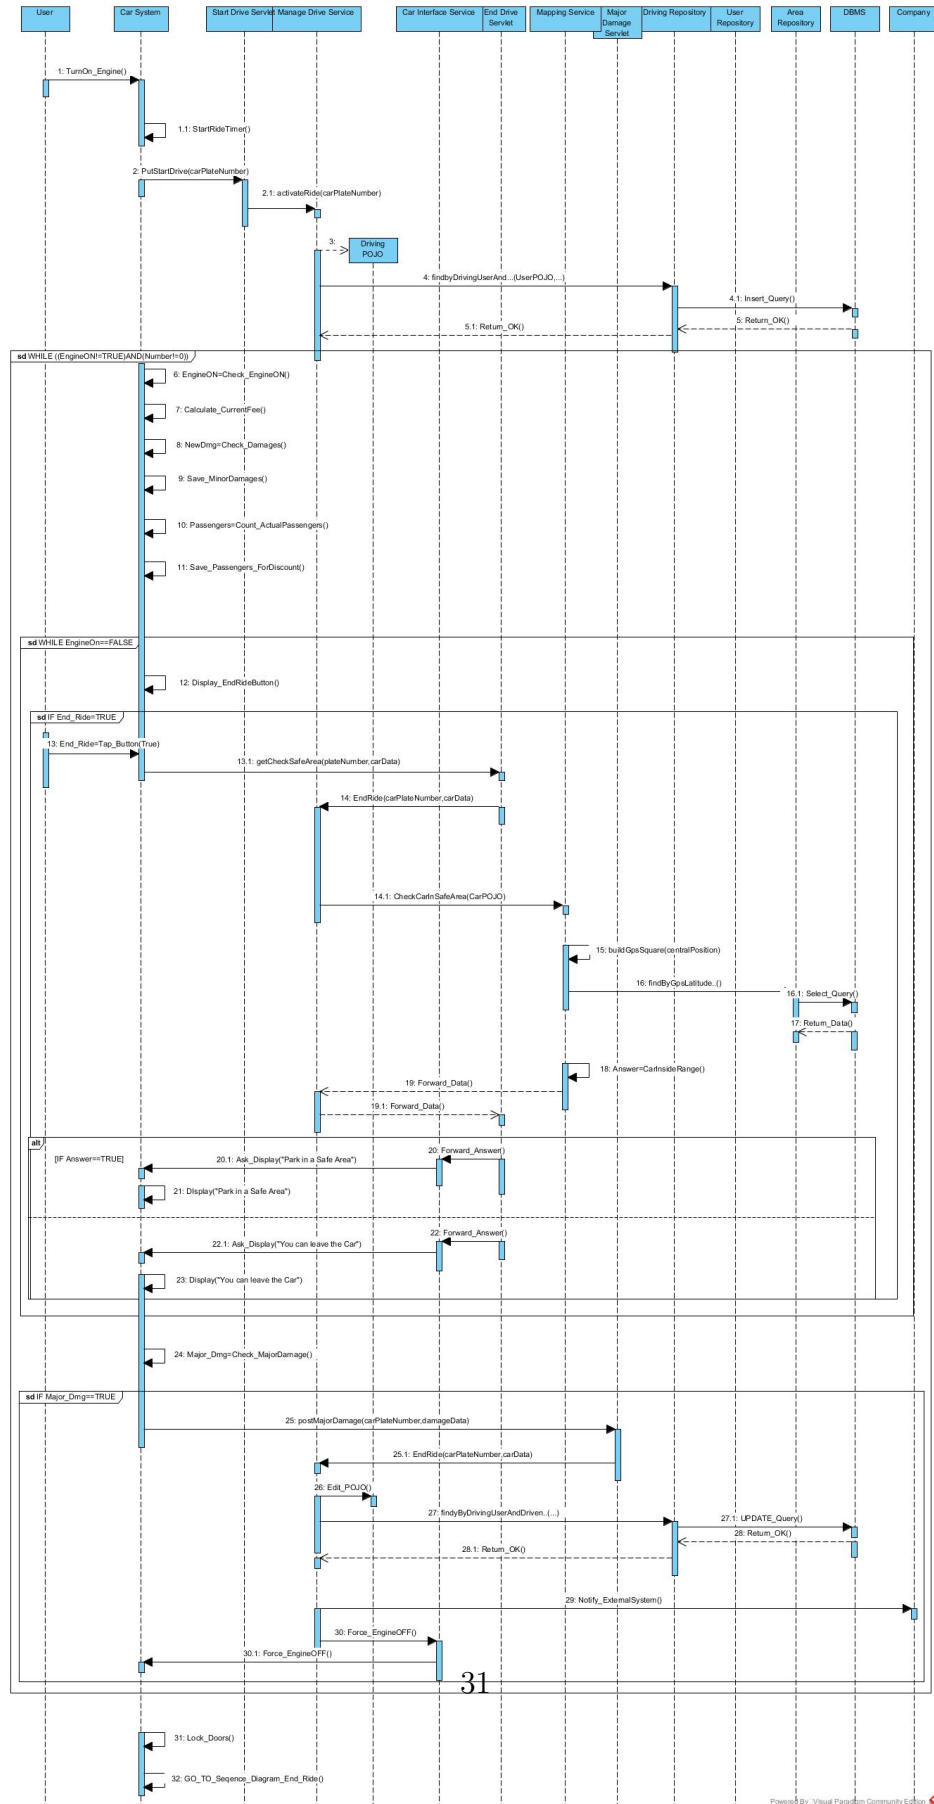 User
Car System
Start Drive Servlet
Manage Drive Service
Car Interface Service
End Drive
Servlet
Mapping Service
Major
Damage
Servlet
Driving Repository
User
Repository
Area
Repository
DBMS
Company
1: TurnOn_Engine()
1.1: StartRideTimer()
2: PutStartDrive(carPlateNumber)
2.1: activateRide(carPlateNumber)
3:
Driving
POJO
4: findbyDrivingUserAnd...(UserPOJO,...)
4.1: Insert_Query()
5: Return_OK()
5.1: Return_OK()
sd WHILE ((EngineON!=TRUE)AND(Number!=0))
6: EngineON=Check_EngineON()
7: Calculate_CurrentFee()
8: NewDmg=Check_Damages()
9: Save_MinorDamages()
10: Passengers=Count_ActualPassengers()
11: Save_Passengers_ForDiscount()
sd WHILE EngineOn==FALSE
12: Display_EndRideButton()
sd IF End_Ride=TRUE
13: End_Ride=Tap_Button(True)
13.1: getCheckSafeArea(plateNumber,carData)
14: EndRide(carPlateNumber,carData)
14.1: CheckCarInSafeArea(CarPOJO)
15: buildGpsSquare(centralPosition)
16: findByGpsLatitude..()
16.1: Select_Query()
17: Return_Data()
18: Answer=CarInsideRange()
19: Forward_Data()
19.1: Forward_Data()
alt
[IF Answer==TRUE]
20: Forward_Answer()
20.1: Ask_Display("Park in a Safe Area")
21: DIsplay("Park in a Safe Area")
22: Forward_Answer()
22.1: Ask_Display("You can leave the Car")
23: Display("You can leave the Car")
24: Major_Dmg=Check_MajorDamage()
sd IF Major_Dmg==TRUE
25: postMajorDamage(carPlateNumber,damageData)
25.1: EndRide(carPlateNumber,carData)
26: Edit_POJO()
27: findyByDrivingUserAndDriven..(...)
27.1: UPDATE_Query()
28: Return_OK()
28.1: Return_OK()
29: Notify_ExternalSystem()
30: Force_EngineOFF()
30.1: Force_EngineOFF()
31
31: Lock_Doors()
32: GO_TO_Seqence_Diagram_End_Ride()
Powered By Visual Paradigm Community Edition